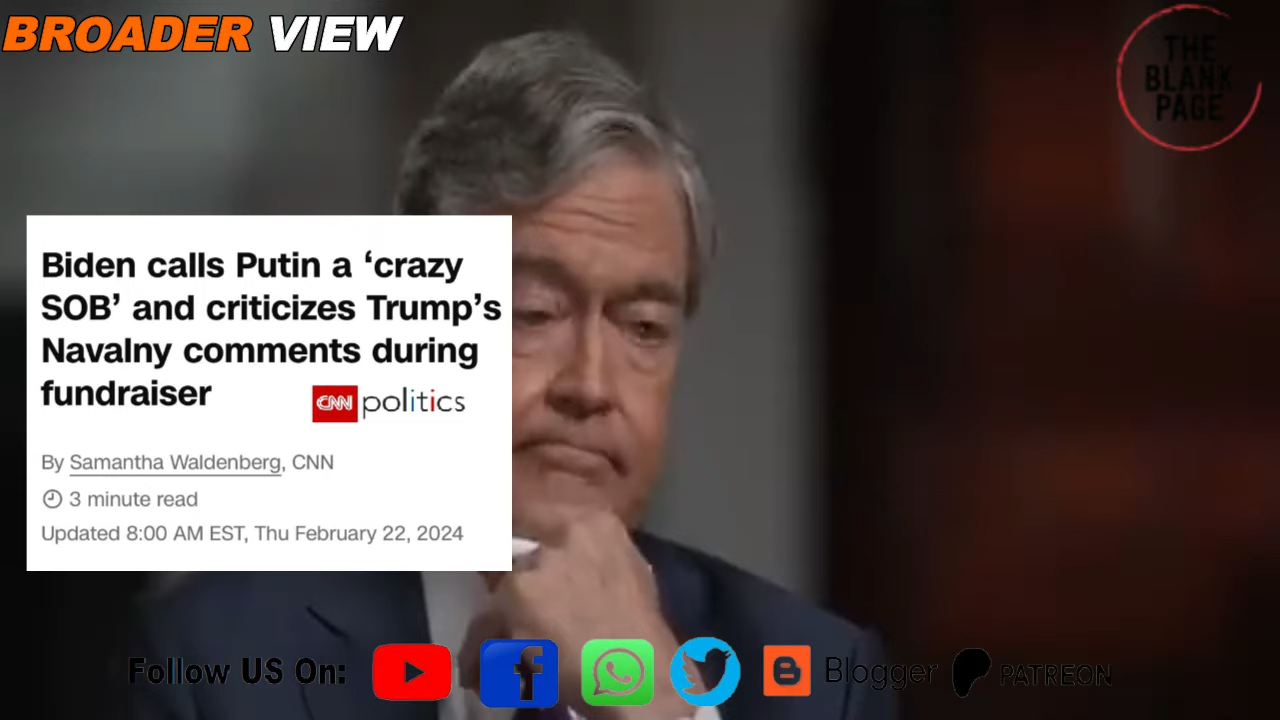 BROADER VIEW
THE
BLANK
PAGE
Biden calls Putin a ‘crazy
SOB’ and criticizes Trump’s
Navalny comments during
fundraiser
CNN politics
By Samantha Waldenberg, CNN
3 minute read
Updated 8:00 AM EST, Thu February 22, 2024
Follow US On:
Blogger
PATREON